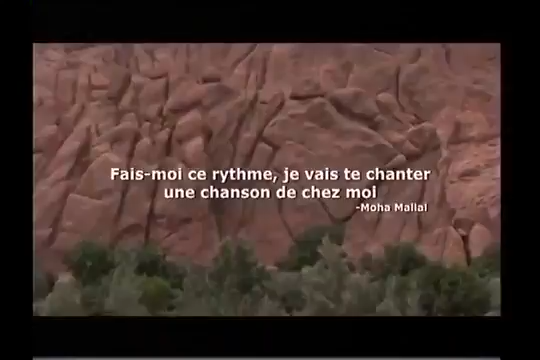 Fais-moi ce rythme, je vais te chanter
une chanson de chez moi
-Moha Mallal